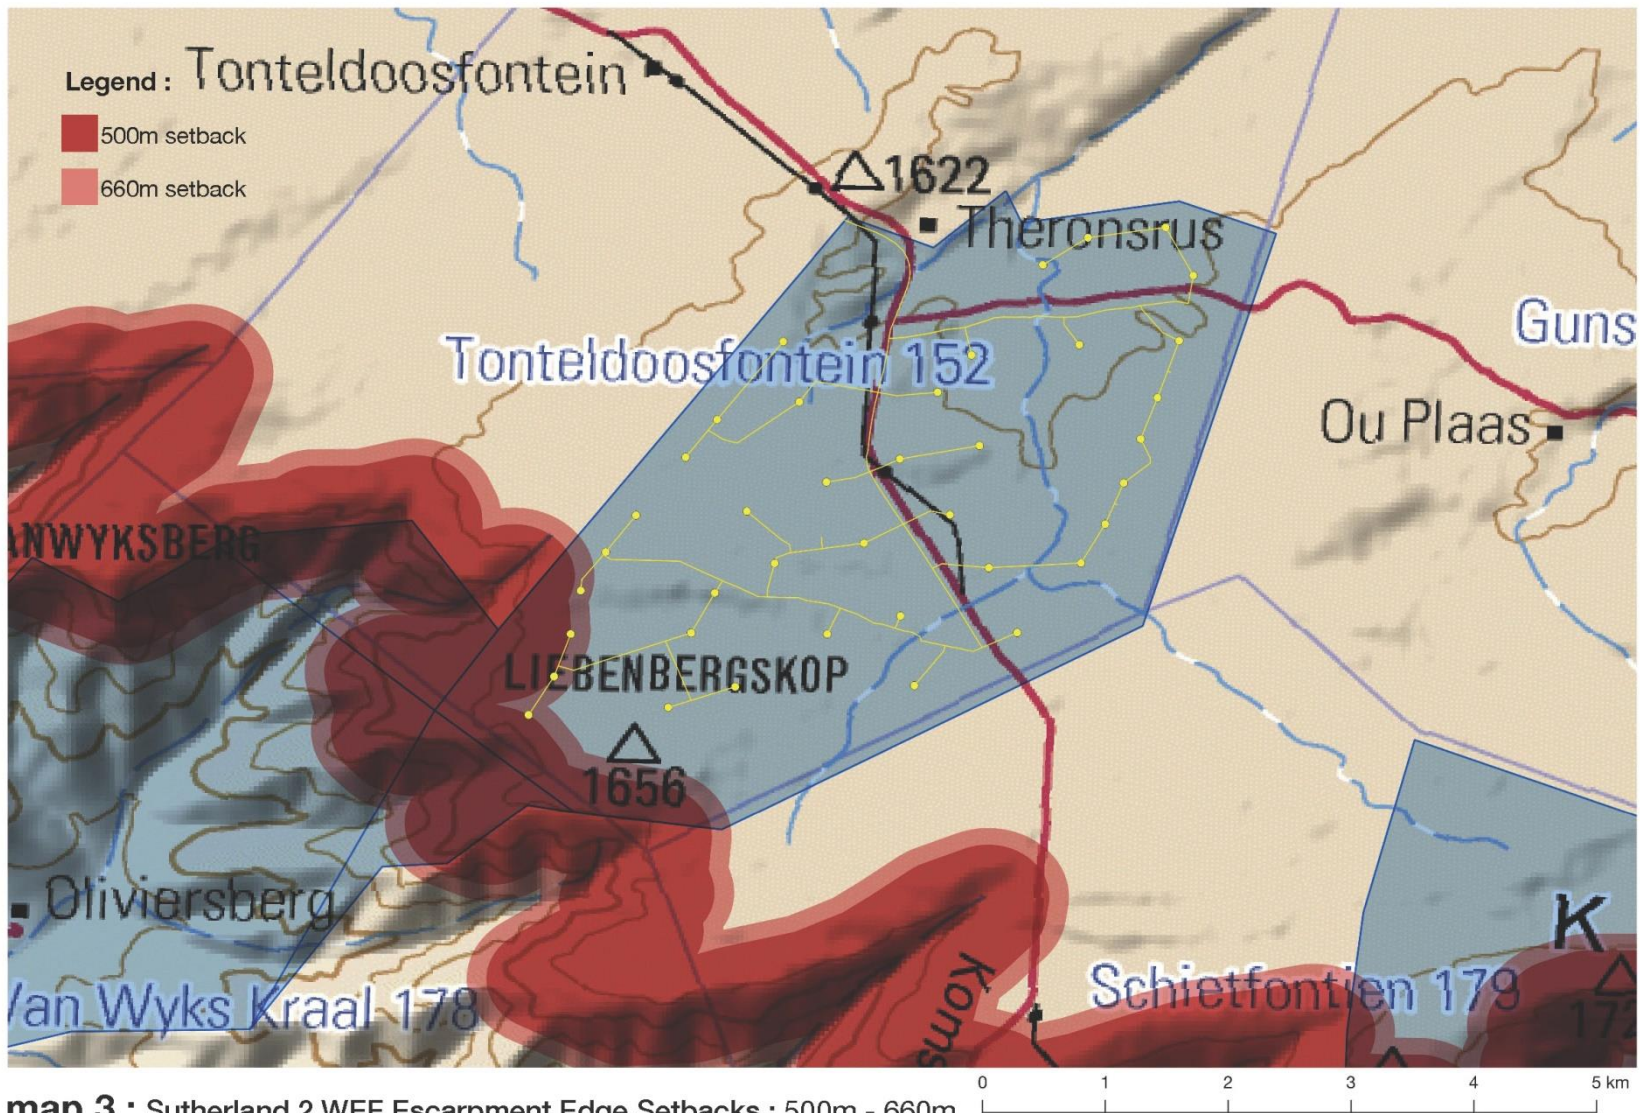 Legend :
Tonteldoosfontein
500m setback
660m setback
1622
Theronsrus
Guns
Tonteldoosfontein 152
Ou Plaas
ANWYKSBERG
LIEBENBERGSKOP
1656
Oliviersberg
K
Koms
Schietfontien 179
Van Wyks Kraal 178
172
0 1 2 3 4 5 km
map 3 : Sutherland 2 WEF Escarpment Edge Setbacks : 500m - 660m